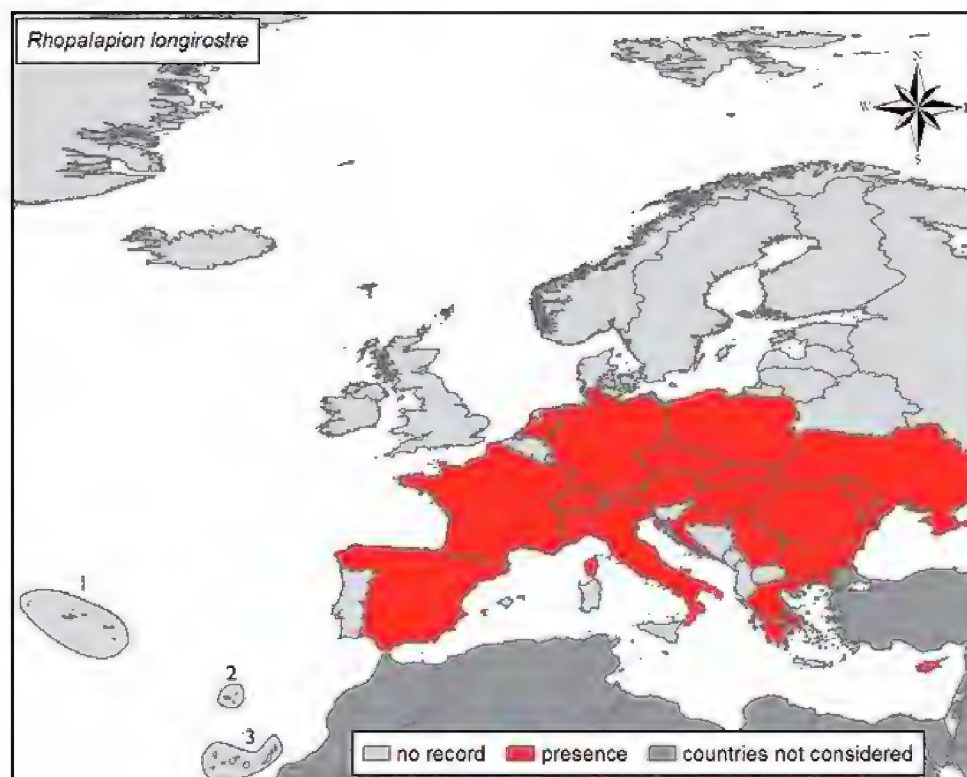 Rhopalapion longirostre
N
W
E
S
1
2
3
no record presence countries not considered